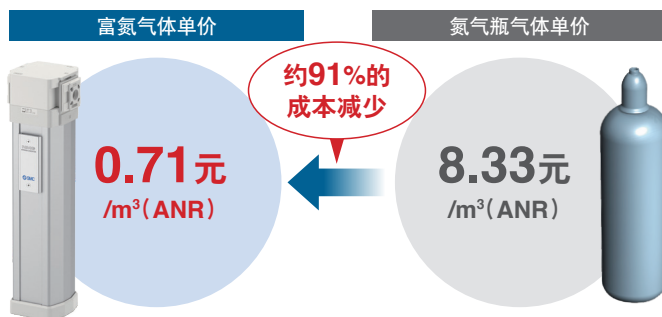 富氮气体单价
氮气瓶气体单价
约91%的
成本减少
0.71元
/m³(ANR)
8.33元
/m³(ANR)
SMC